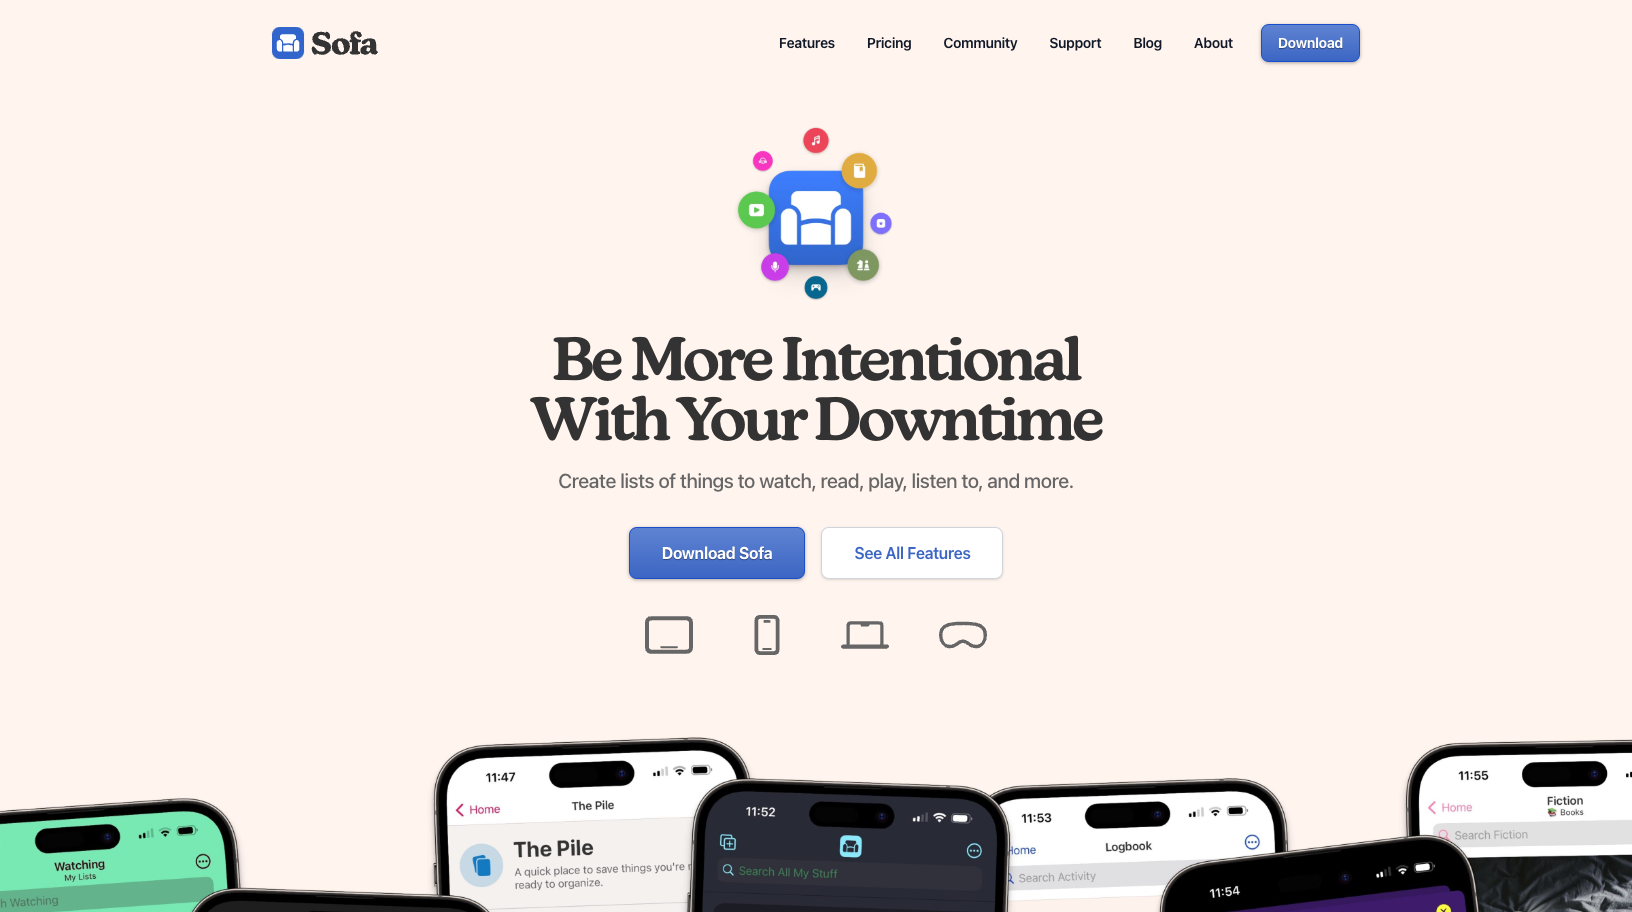 Sofa
Features
Pricing
Community
Support
Blog
About
Download
Be More Intentional
With Your Downtime
Create lists of things to watch, read, play, listen to, and more.
Download Sofa
See All Features
Watching
My Lists
Watching
11:47
Home
The Pile
The Pile
A quick place to save things you're
ready to organize.
11:52
Search All My Stuff
11:53
Home
Logbook
Search Activity
11:54
11:55
Home
Fiction
Books
Search Fiction